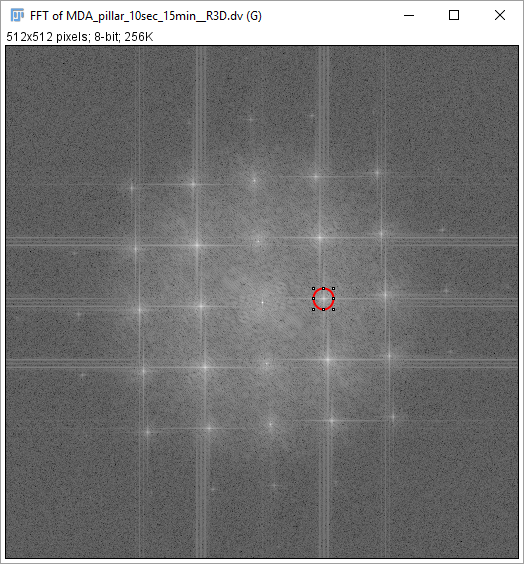 FFT of MDA_pillar_10sec_15min__R3D.dv (G)
512x512 pixels; 8-bit; 256K